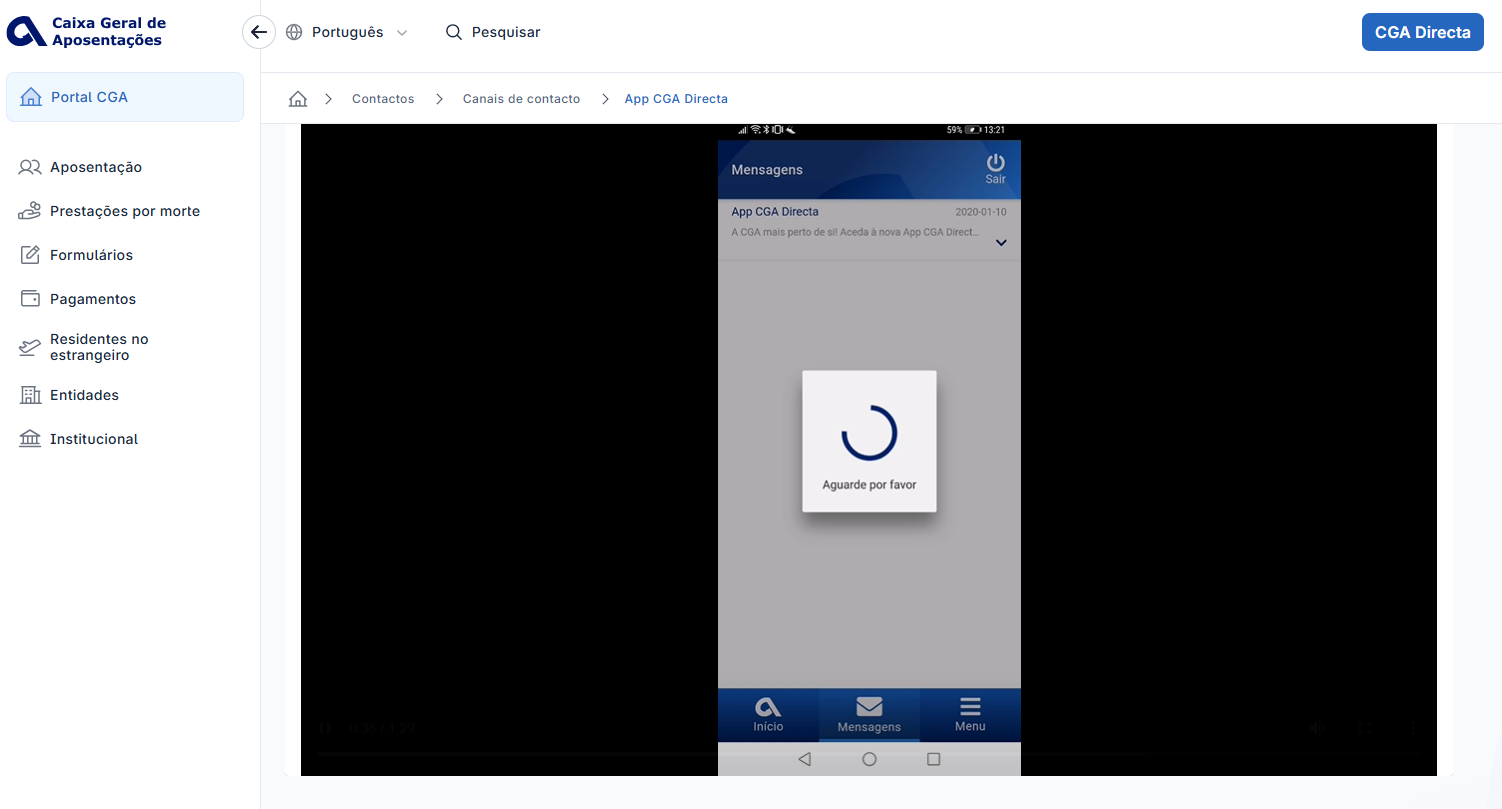 Caixa Geral de
Aposentações
Português
Pesquisar
CGA Directa
Portal CGA
Contactos
Canais de contacto
App CGA Directa
Aposentação
Prestações por morte
Formulários
Pagamentos
Residentes no
estrangeiro
Entidades
Institucional
59% 13:21
Mensagens
Sair
App CGA Directa
2020-01-10
A CGA mais perto de si! Aceda à nova App CGA Direct...
Aguarde por favor
Início
Mensagens
Menu